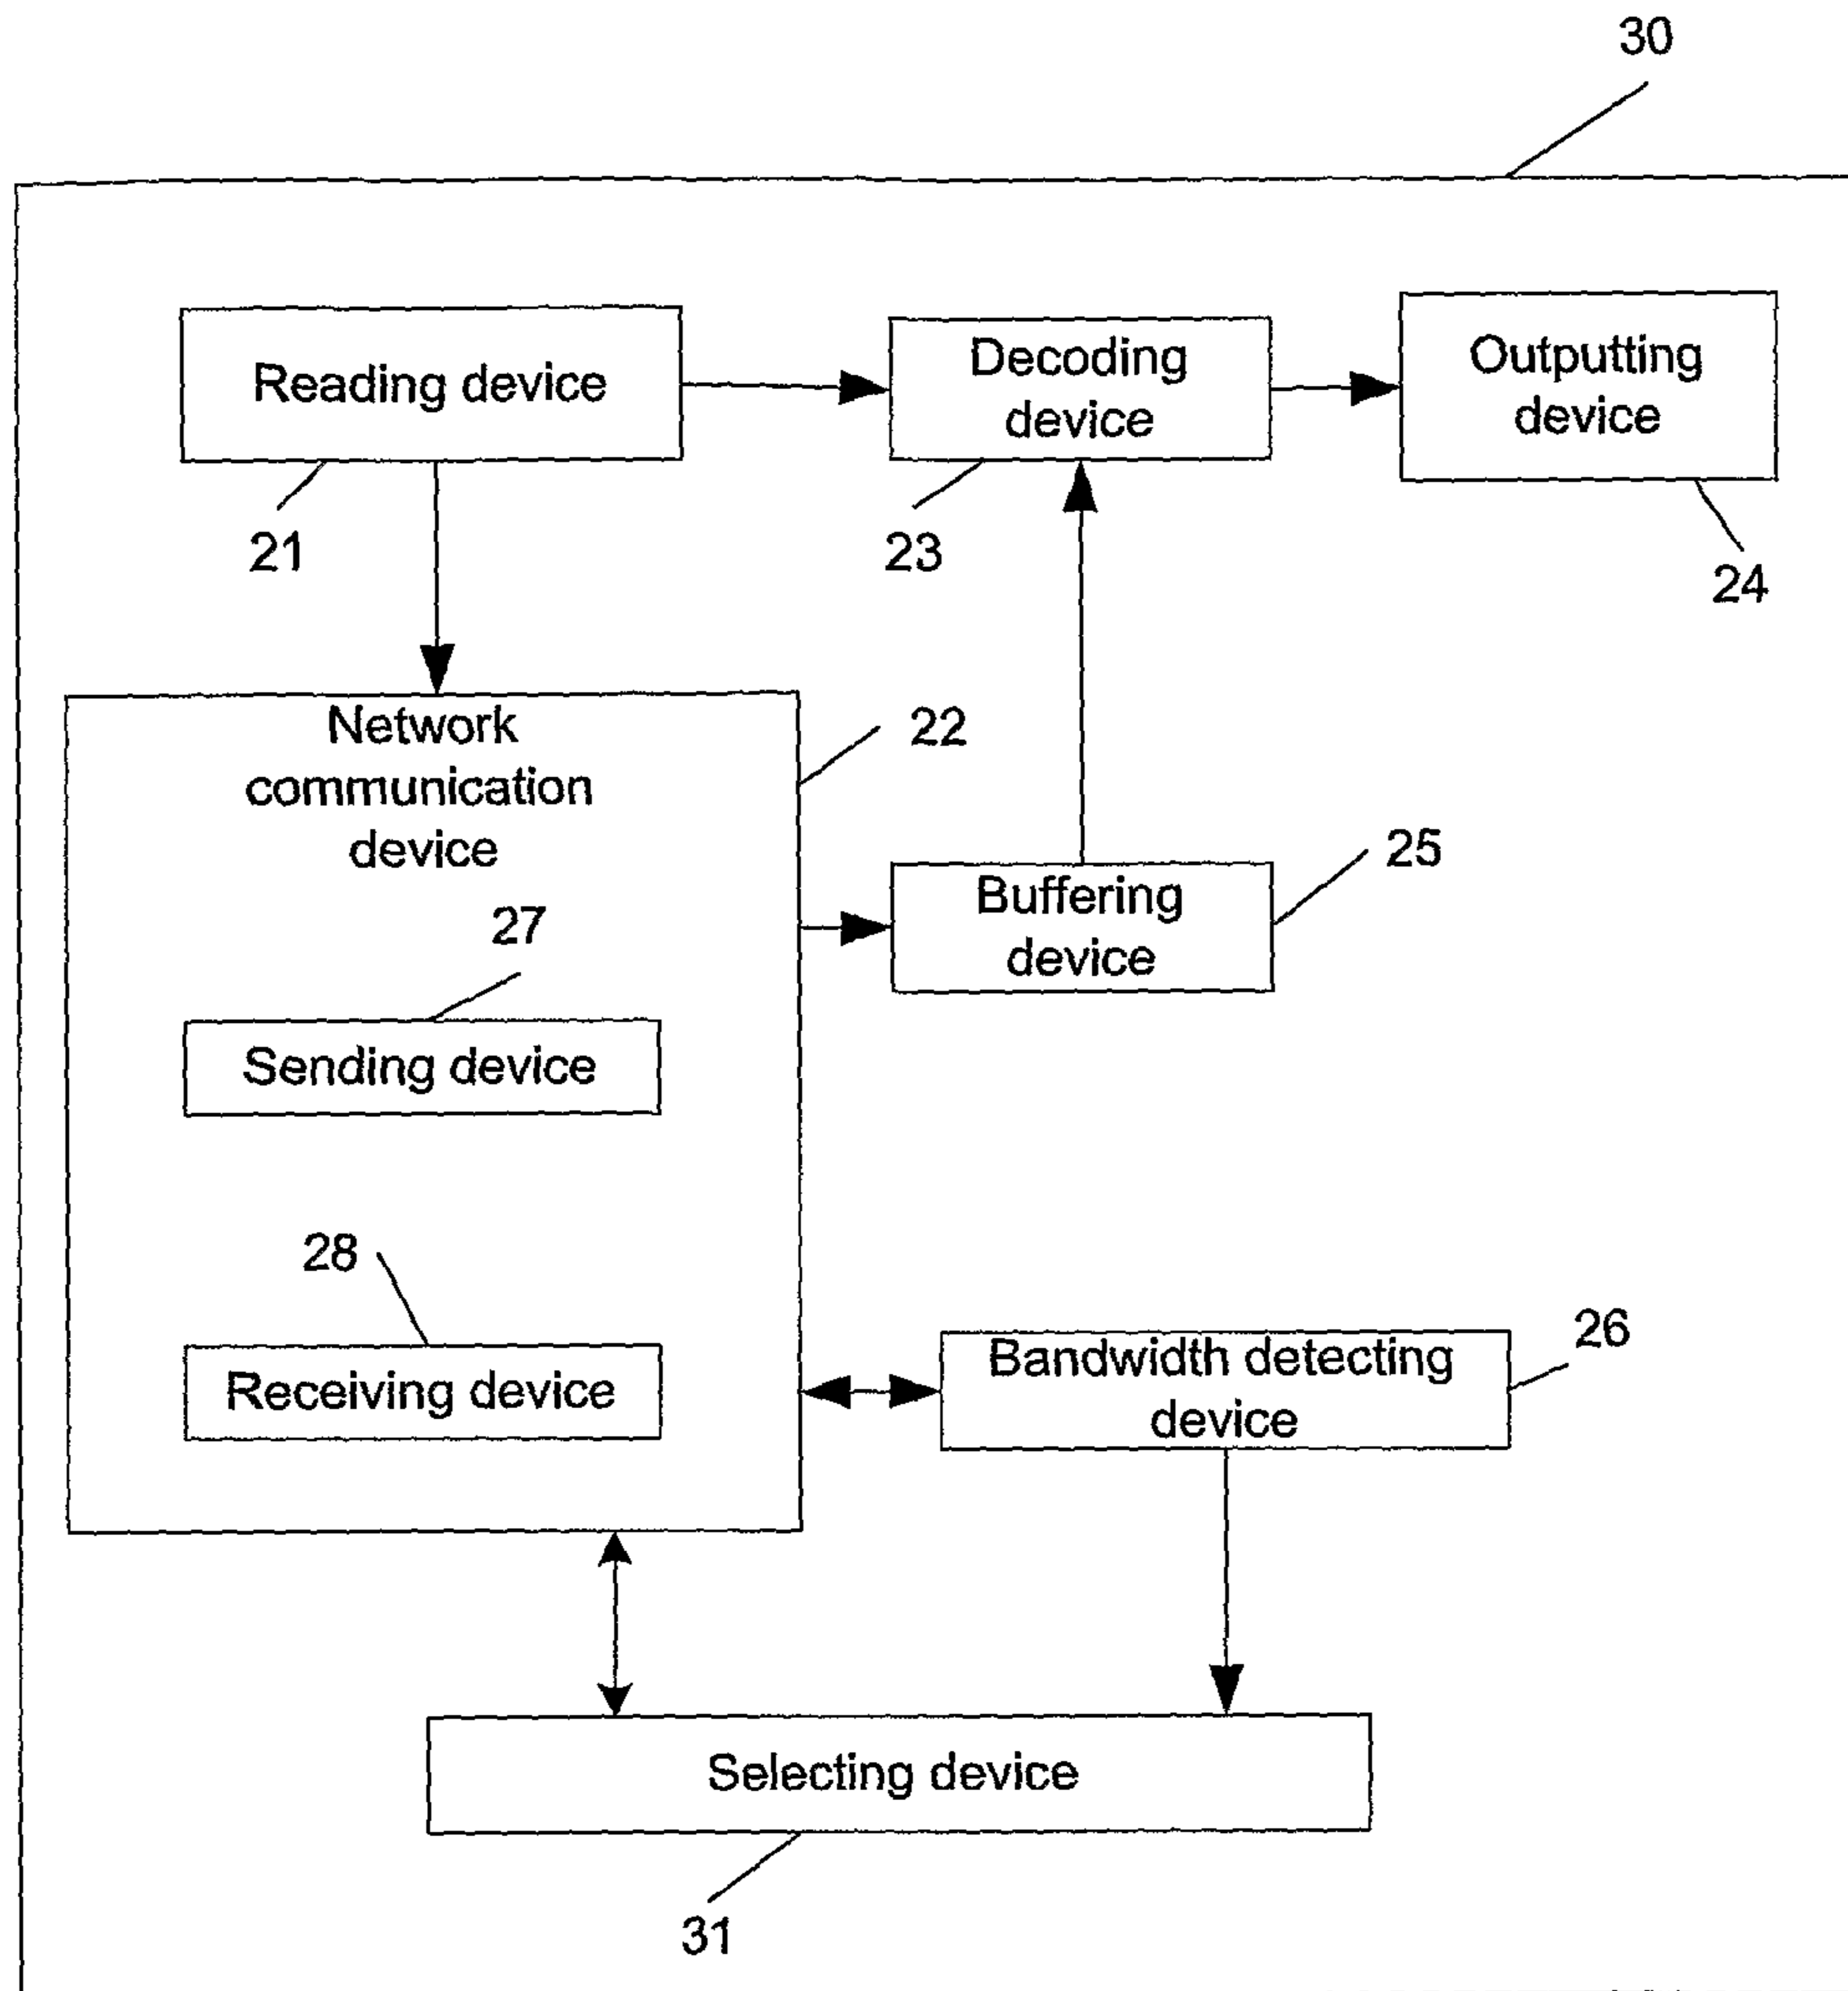 30
Reading device
Decoding
device
Outputting
device
21
23
24
Network
communication
device
22
25
Buffering
device
27
Sending device
28
Receiving device
26
Bandwidth detecting
device
Selecting device
31